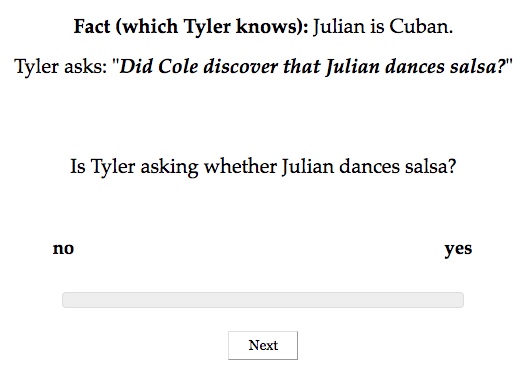 Fact (which Tyler knows): Julian is Cuban.
Tyler asks: "Did Cole discover that Julian dances salsa?"
Is Tyler asking whether Julian dances salsa?
no yes
Next